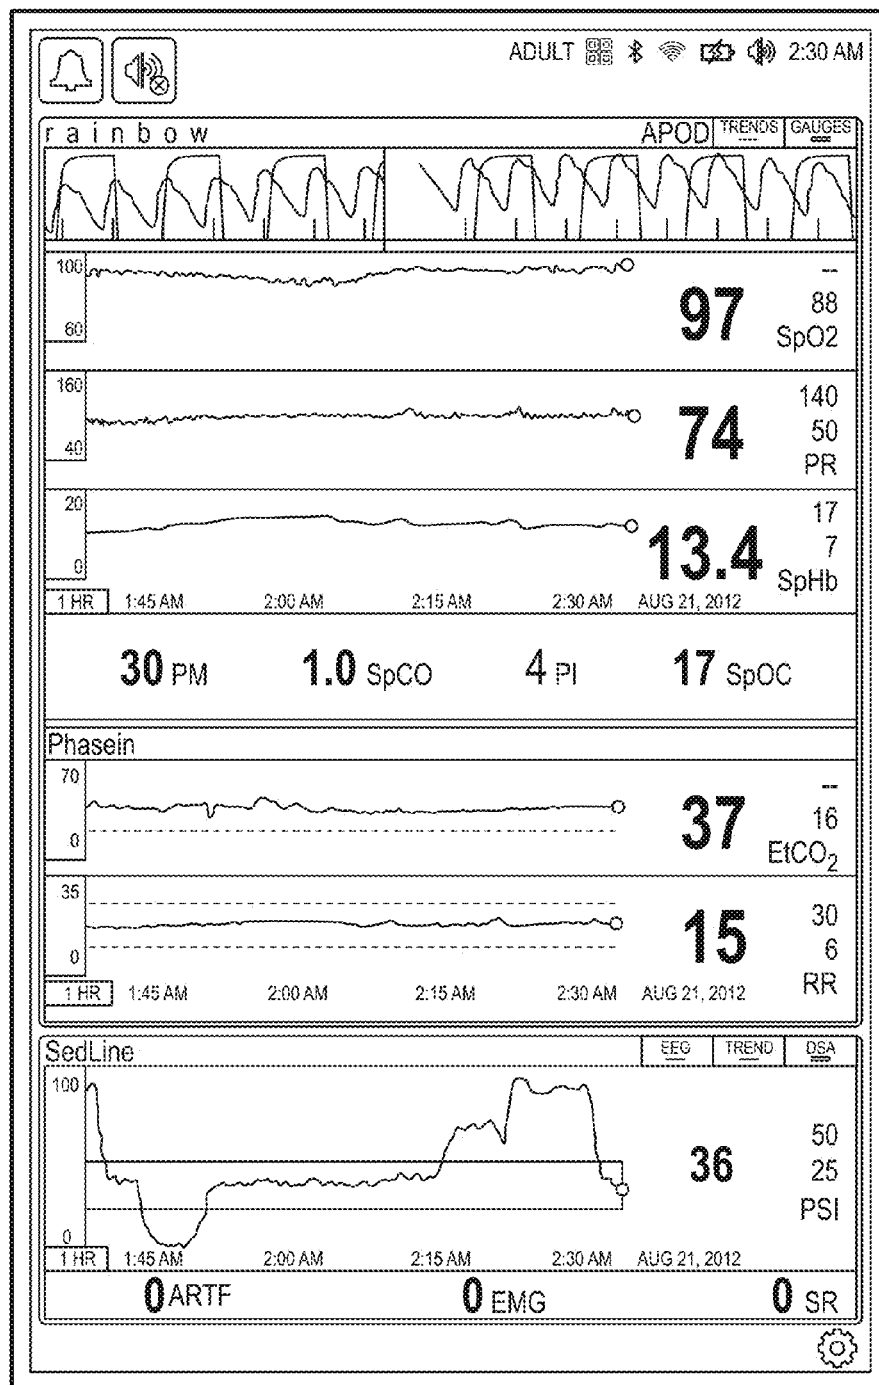 ADULT 2:30 AM
rainbow APOD TRENDS GAUGES
100 --
97 88
60 SpO2
160 140
74 50
40 PR
20 17
13.4 7
0 SpHb
1 HR 1:45 AM 2:00 AM 2:15 AM 2:30 AM AUG 21, 2012
30 PM 1.0 SpCO 4 PI 17 SpOC
Phasein
70 --
37 16
0 EtCO₂
35 30
15 6
0 RR
1 HR 1:45 AM 2:00 AM 2:15 AM 2:30 AM AUG 21, 2012
SedLine EEG TREND DSA
100 50
36 25
PSI
0
1 HR 1:45 AM 2:00 AM 2:15 AM 2:30 AM AUG 21, 2012
0 ARTF 0 EMG 0 SR